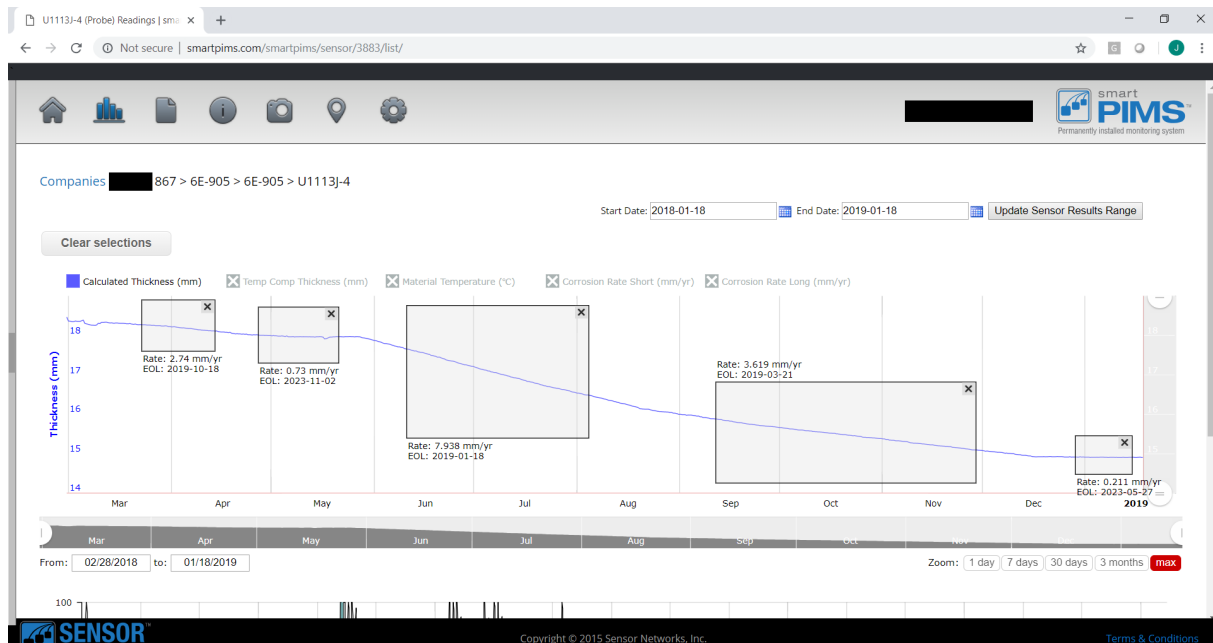 U1113J-4 (Probe) Readings | sma
Not secure | smartpims.com/smartpims/sensor/3883/list/
G
J
i
smart
PIMS™
Permanently installed monitoring system
Companies 867 > 6E-905 > 6E-905 > U1113J-4
Start Date: 2018-01-18 End Date: 2019-01-18 Update Sensor Results Range
Clear selections
Calculated Thickness (mm) Temp Comp Thickness (mm) Material Temperature (°C) Corrosion Rate Short (mm/yr) Corrosion Rate Long (mm/yr)
Thickness (mm)
18
17
16
15
14
18
17
16
15
Rate: 2.74 mm/yr
EOL: 2019-10-18
Rate: 0.73 mm/yr
EOL: 2023-11-02
Rate: 7.938 mm/yr
EOL: 2019-01-18
Rate: 3.619 mm/yr
EOL: 2019-03-21
Rate: 0.211 mm/yr
EOL: 2023-05-27
Mar Apr May Jun Jul Aug Sep Oct Nov Dec 2019
Mar Apr May Jun Jul Aug Sep Oct Nov Dec
From: 02/28/2018 to: 01/18/2019 Zoom: 1 day 7 days 30 days 3 months max
100
SENSOR™
Copyright © 2015 Sensor Networks, Inc. Terms & Conditions